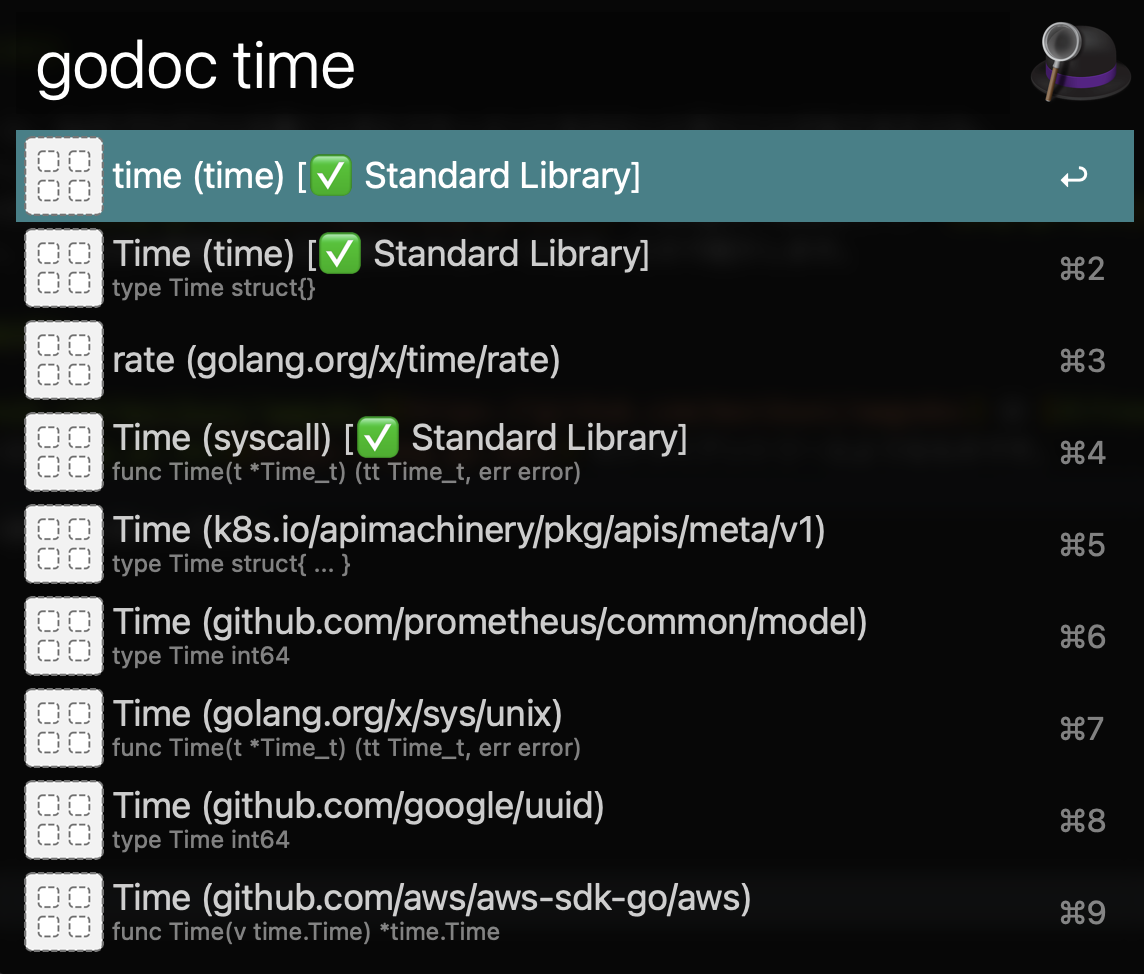 godoc time
time (time) [✅ Standard Library]
↩
Time (time) [✅ Standard Library]
type Time struct{}
⌘2
rate (golang.org/x/time/rate)
⌘3
Time (syscall) [✅ Standard Library]
func Time(t *Time_t) (tt Time_t, err error)
⌘4
Time (k8s.io/apimachinery/pkg/apis/meta/v1)
type Time struct{ ... }
⌘5
Time (github.com/prometheus/common/model)
type Time int64
⌘6
Time (golang.org/x/sys/unix)
func Time(t *Time_t) (tt Time_t, err error)
⌘7
Time (github.com/google/uuid)
type Time int64
⌘8
Time (github.com/aws/aws-sdk-go/aws)
func Time(v time.Time) *time.Time
⌘9